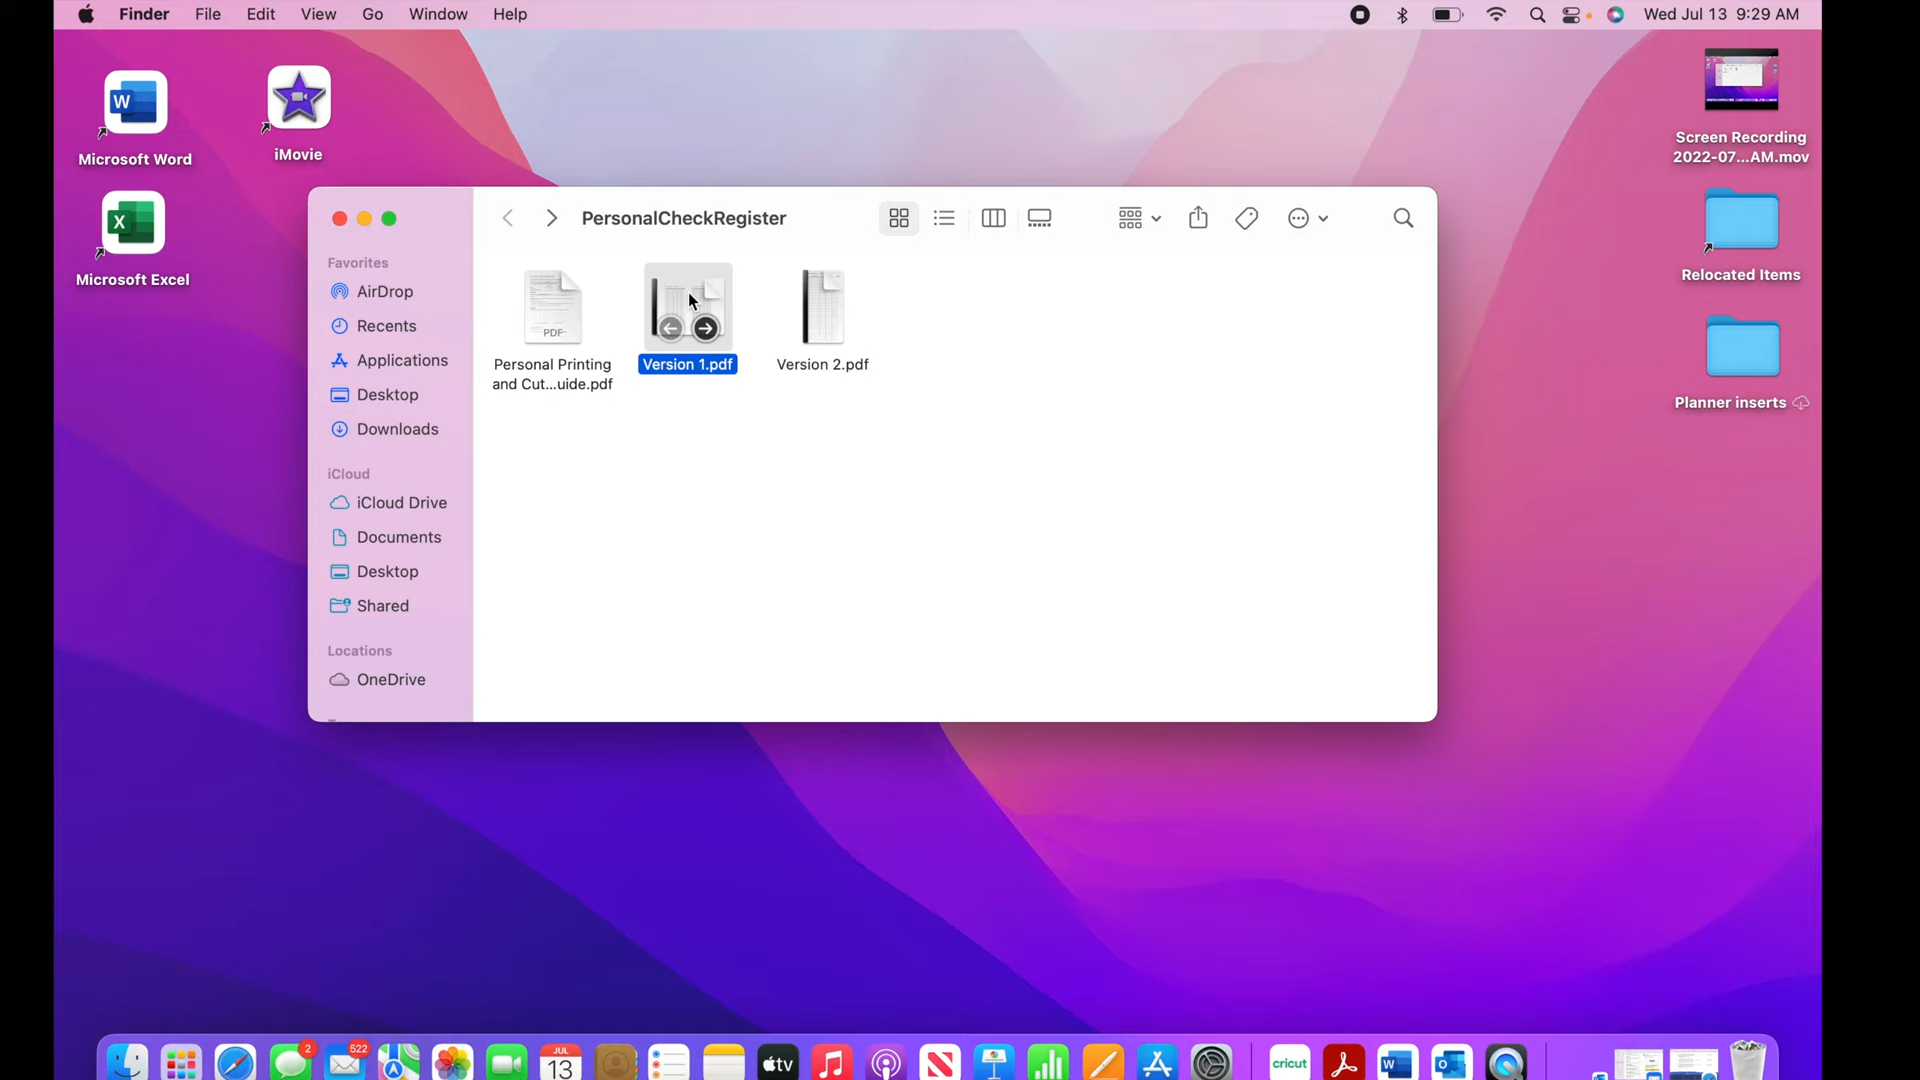 Finder File Edit View Go Window Help Wed Jul 13 9:29 AM
W
Microsoft Word
iMovie
X
Microsoft Excel
Screen Recording
2022-07...AM.mov
Relocated Items
Planner inserts
PersonalCheckRegister
Favorites
AirDrop
Recents
Applications
Desktop
Downloads
iCloud
iCloud Drive
Documents
Desktop
Shared
Locations
OneDrive
PDF
Personal Printing
and Cut...uide.pdf
Version 1.pdf
Version 2.pdf
2
522
JUL
13
tv
cricut
W